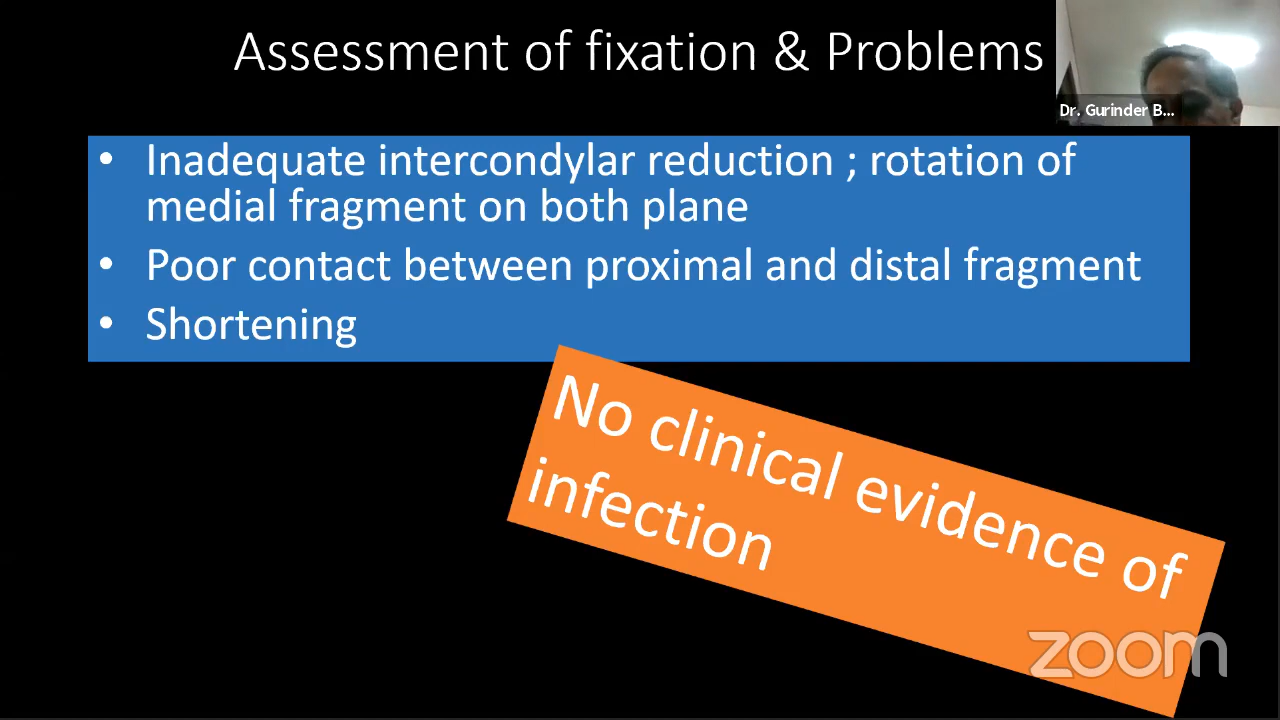 Assessment of fixation & Problems
Dr. Gurinder B...
• Inadequate intercondylar reduction ; rotation of
medial fragment on both plane
• Poor contact between proximal and distal fragment
• Shortening
No clinical evidence of
infection
zoom